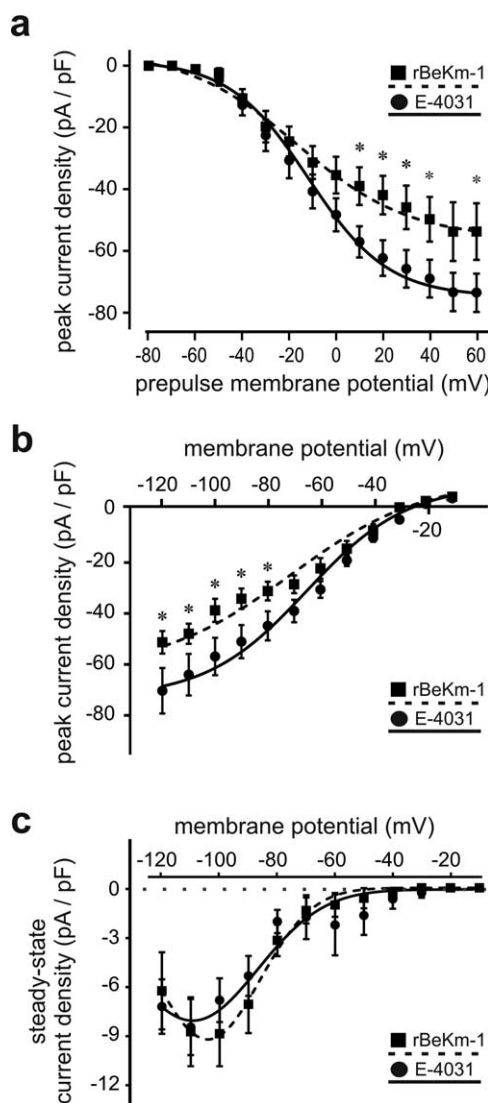 a
peak current density (pA / pF)
0
-20
-40
-60
-80
rBeKm-1
E-4031
* * * * *
-80 -60 -40 -20 0 20 40 60
prepulse membrane potential (mV)
b
membrane potential (mV)
-120 -100 -80 -60 -40
-20
peak current density (pA / pF)
0
-20
-40
-60
-80
* * * * *
rBeKm-1
E-4031
c
membrane potential (mV)
-120 -100 -80 -60 -40 -20
steady-state
current density (pA / pF)
0
-3
-6
-9
-12
rBeKm-1
E-4031